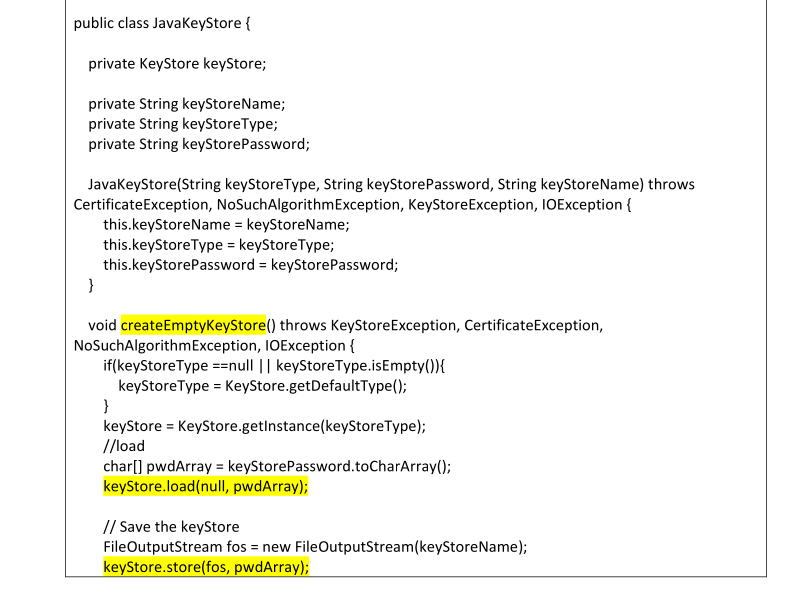 public class JavaKeyStore {
private KeyStore keyStore;
private String keyStoreName;
private String keyStoreType;
private String keyStorePassword;
JavaKeyStore(String keyStoreType, String keyStorePassword, String keyStoreName) throws
CertificateException, NoSuchAlgorithmException, KeyStoreException, IOException {
this.keyStoreName = keyStoreName;
this.keyStoreType = keyStoreType;
this.keyStorePassword = keyStorePassword;
}
void createEmptyKeyStore() throws KeyStoreException, CertificateException,
NoSuchAlgorithmException, IOException {
if(keyStoreType ==null || keyStoreType.isEmpty()){
keyStoreType = KeyStore.getDefaultType();
}
keyStore = KeyStore.getInstance(keyStoreType);
//load
char[] pwdArray = keyStorePassword.toCharArray();
keyStore.load(null, pwdArray);
// Save the keyStore
FileOutputStream fos = new FileOutputStream(keyStoreName);
keyStore.store(fos, pwdArray);